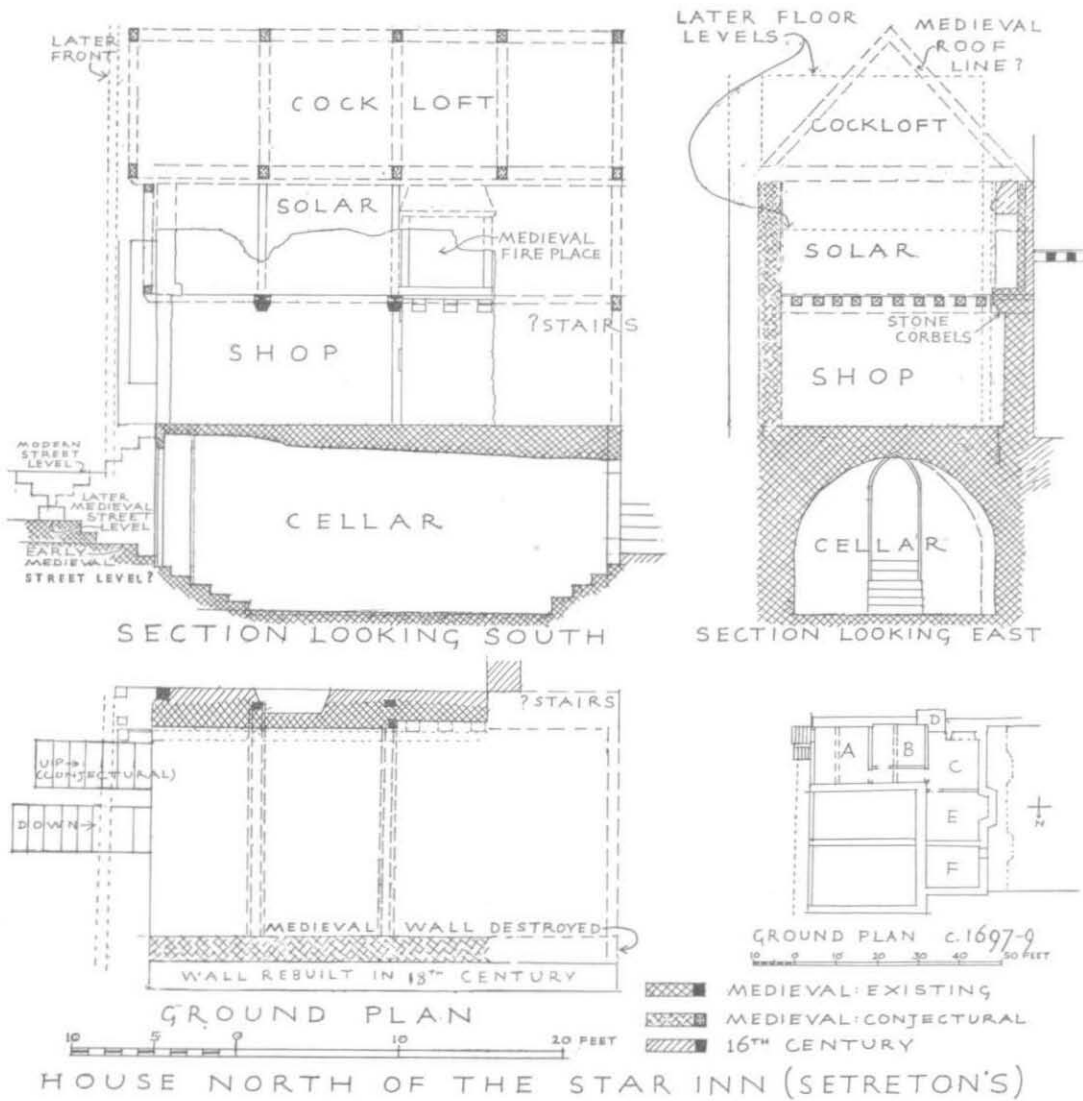 LATER
FRONT
COCK LOFT
SOLAR
MEDIEVAL
FIRE PLACE
?STAIRS
SHOP
MODERN
STREET
LEVEL
LATER
MEDIEVAL
STREET
LEVEL
EARLY
MEDIEVAL
STREET LEVEL?
CELLAR
SECTION LOOKING SOUTH
LATER FLOOR
LEVELS
MEDIEVAL
ROOF
LINE?
COCKLOFT
SOLAR
STONE
CORBELS
SHOP
CELLAR
SECTION LOOKING EAST
?STAIRS
UP
(CONJECTURAL)
DOWN
MEDIEVAL WALL DESTROYED
WALL REBUILT IN 18TH CENTURY
GROUND PLAN
10 5 0 10 20 FEET
D
A B C
E
F
N
GROUND PLAN c.1697-9
10 0 10 20 30 40 50 FEET
MEDIEVAL: EXISTING
MEDIEVAL: CONJECTURAL
16TH CENTURY
HOUSE NORTH OF THE STAR INN (SETRETON'S)